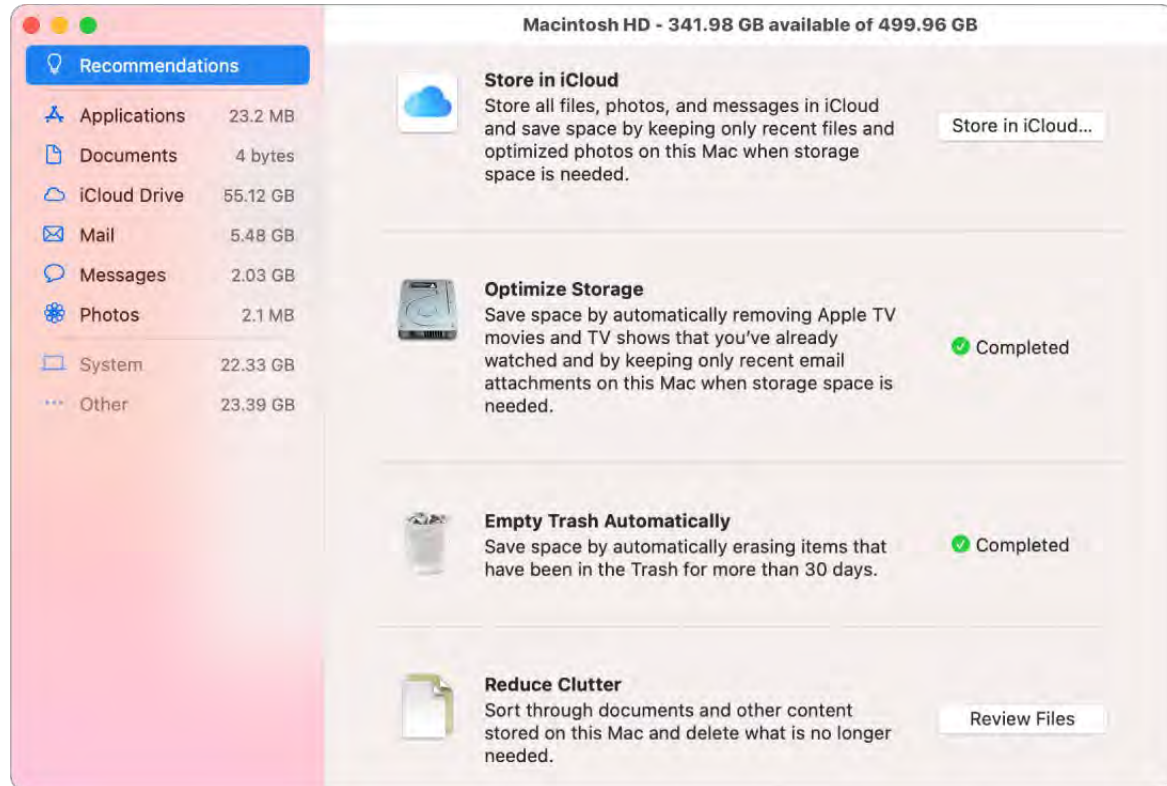 Macintosh HD - 341.98 GB available of 499.96 GB
Recommendations
Applications 23.2 MB
Documents 4 bytes
iCloud Drive 55.12 GB
Mail 5.48 GB
Messages 2.03 GB
Photos 2.1 MB
System 22.33 GB
Other 23.39 GB
Store in iCloud
Store all files, photos, and messages in iCloud
and save space by keeping only recent files and
optimized photos on this Mac when storage
space is needed.
Store in iCloud...
Optimize Storage
Save space by automatically removing Apple TV
movies and TV shows that you've already
watched and by keeping only recent email
attachments on this Mac when storage space is
needed.
Completed
Empty Trash Automatically
Save space by automatically erasing items that
have been in the Trash for more than 30 days.
Completed
Reduce Clutter
Sort through documents and other content
stored on this Mac and delete what is no longer
needed.
Review Files